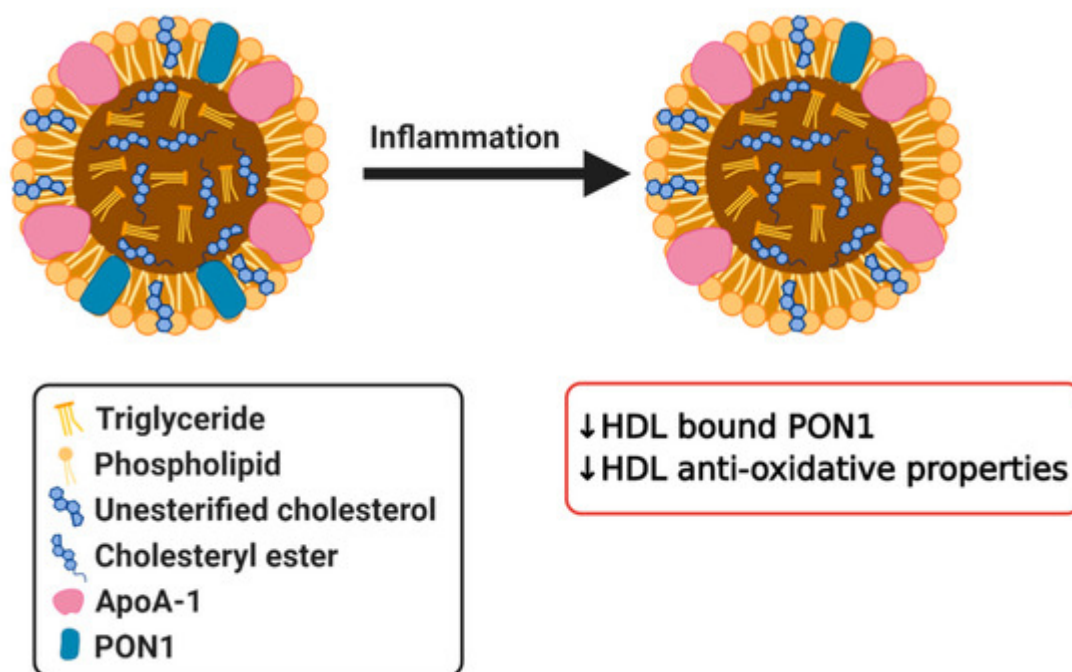 Inflammation
Triglyceride
Phospholipid
Unesterified cholesterol
Cholesteryl ester
ApoA-1
PON1
↓HDL bound PON1
↓HDL anti-oxidative properties